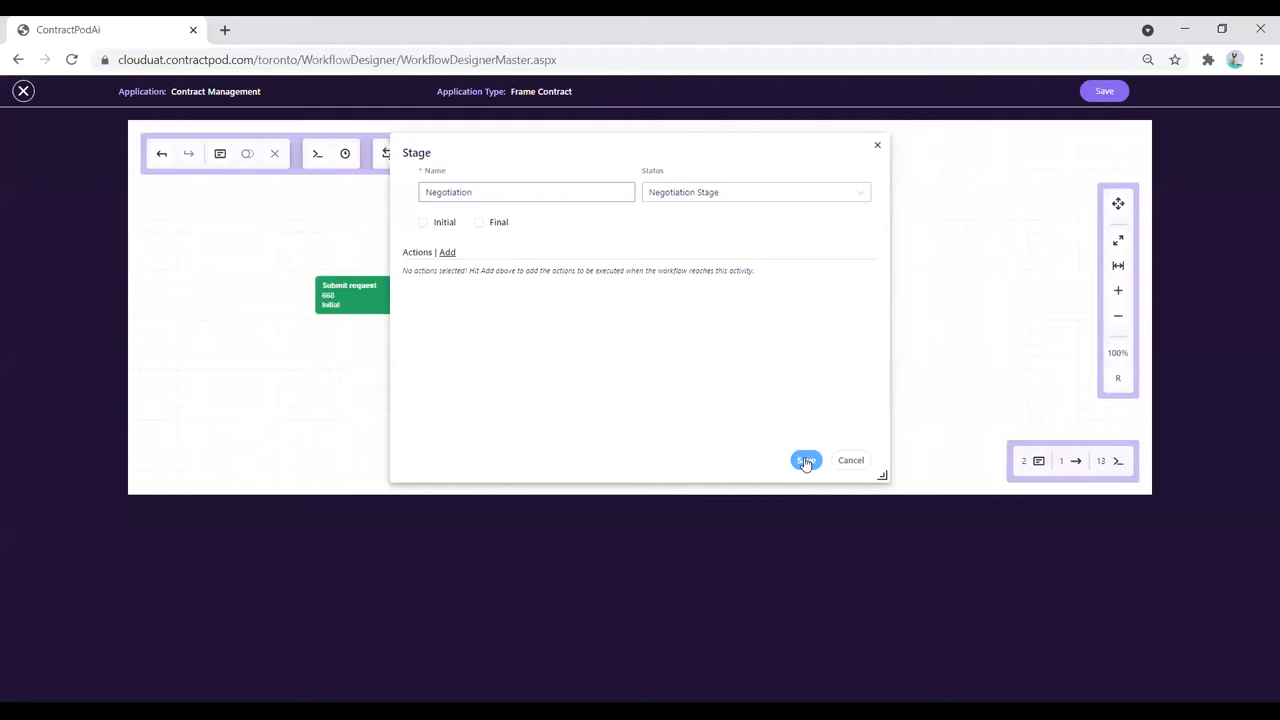 ContractPodAi
clouduat.contractpod.com/toronto/WorkflowDesigner/WorkflowDesignerMaster.aspx
Application: Contract Management
Application Type: Frame Contract
Save
Stage
* Name
Status
Negotiation
Negotiation Stage
Initial
Final
Actions | Add
No actions selected! Hit Add above to add the actions to be executed when the workflow reaches this activity.
Submit request
668
Initial
100%
R
Cancel
2
1
13